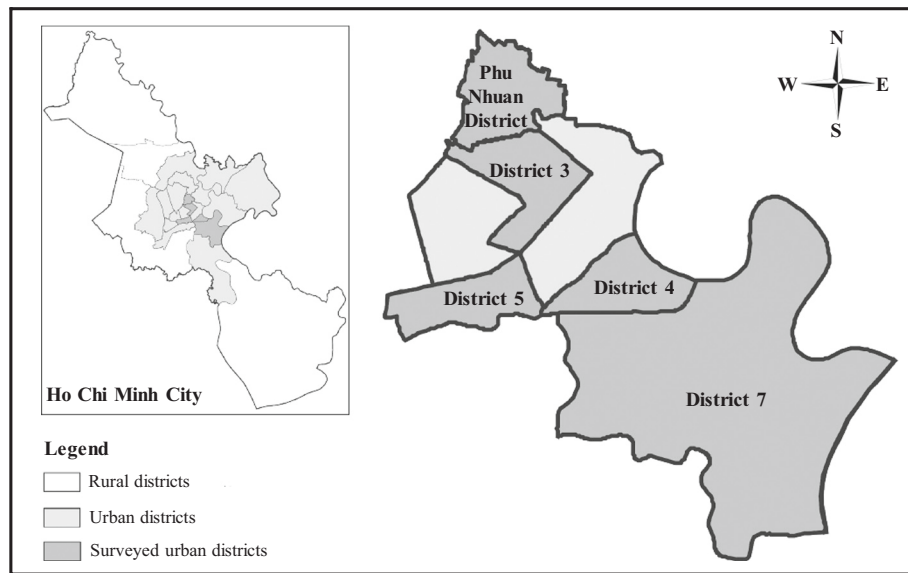 Ho Chi Minh City
Legend
Rural districts
Urban districts
Surveyed urban districts
Phu
Nhuan
District
District 3
District 5
District 4
District 7
N
W
E
S